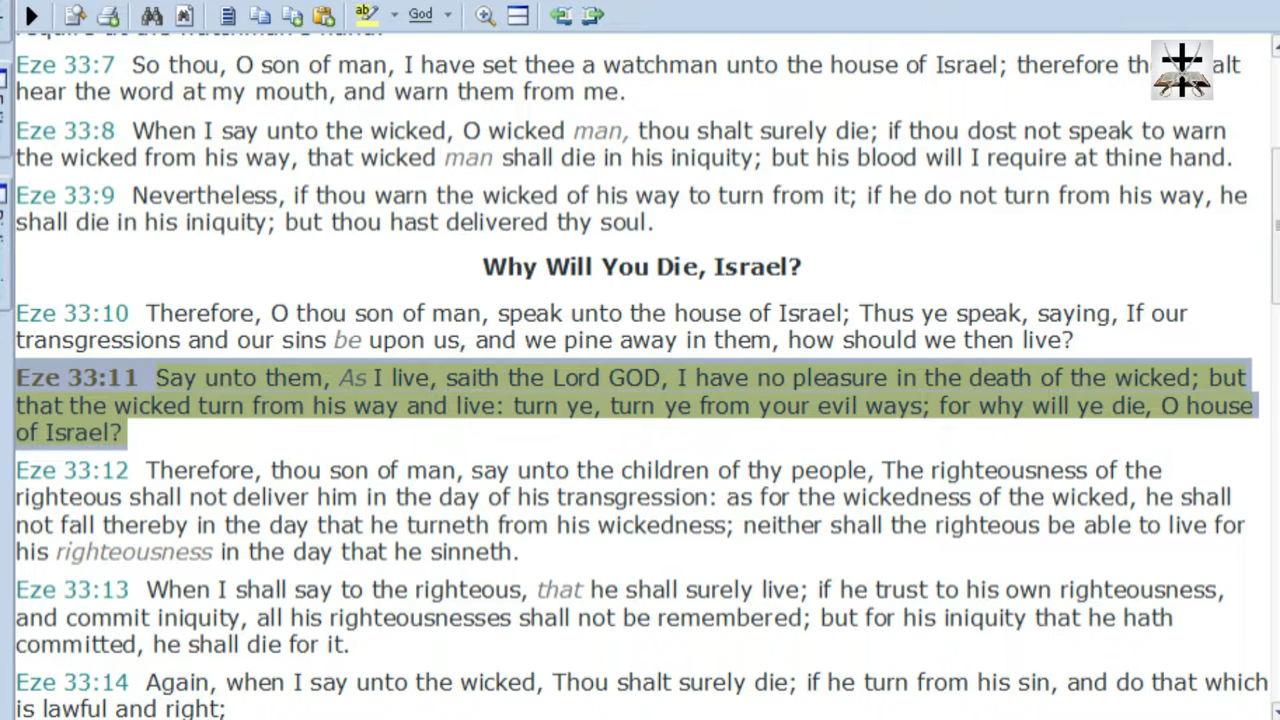 ab
God
Eze 33:7 So thou, O son of man, I have set thee a watchman unto the house of Israel; therefore alt
hear the word at my mouth, and warn them from me.
Eze 33:8 When I say unto the wicked, O wicked man, thou shalt surely die; if thou dost not speak to warn
the wicked from his way, that wicked man shall die in his iniquity; but his blood will I require at thine hand.
Eze 33:9 Nevertheless, if thou warn the wicked of his way to turn from it; if he do not turn from his way, he
shall die in his iniquity; but thou hast delivered thy soul.
Why Will You Die, Israel?
Eze 33:10 Therefore, O thou son of man, speak unto the house of Israel; Thus ye speak, saying, If our
transgressions and our sins be upon us, and we pine away in them, how should we then live?
Eze 33:11 Say unto them, As I live, saith the Lord GOD, I have no pleasure in the death of the wicked; but
that the wicked turn from his way and live: turn ye, turn ye from your evil ways; for why will ye die, O house
of Israel?
Eze 33:12 Therefore, thou son of man, say unto the children of thy people, The righteousness of the
righteous shall not deliver him in the day of his transgression: as for the wickedness of the wicked, he shall
not fall thereby in the day that he turneth from his wickedness; neither shall the righteous be able to live for
his righteousness in the day that he sinneth.
Eze 33:13 When I shall say to the righteous, that he shall surely live; if he trust to his own righteousness,
and commit iniquity, all his righteousnesses shall not be remembered; but for his iniquity that he hath
committed, he shall die for it.
Eze 33:14 Again, when I say unto the wicked, Thou shalt surely die; if he turn from his sin, and do that which
is lawful and right;